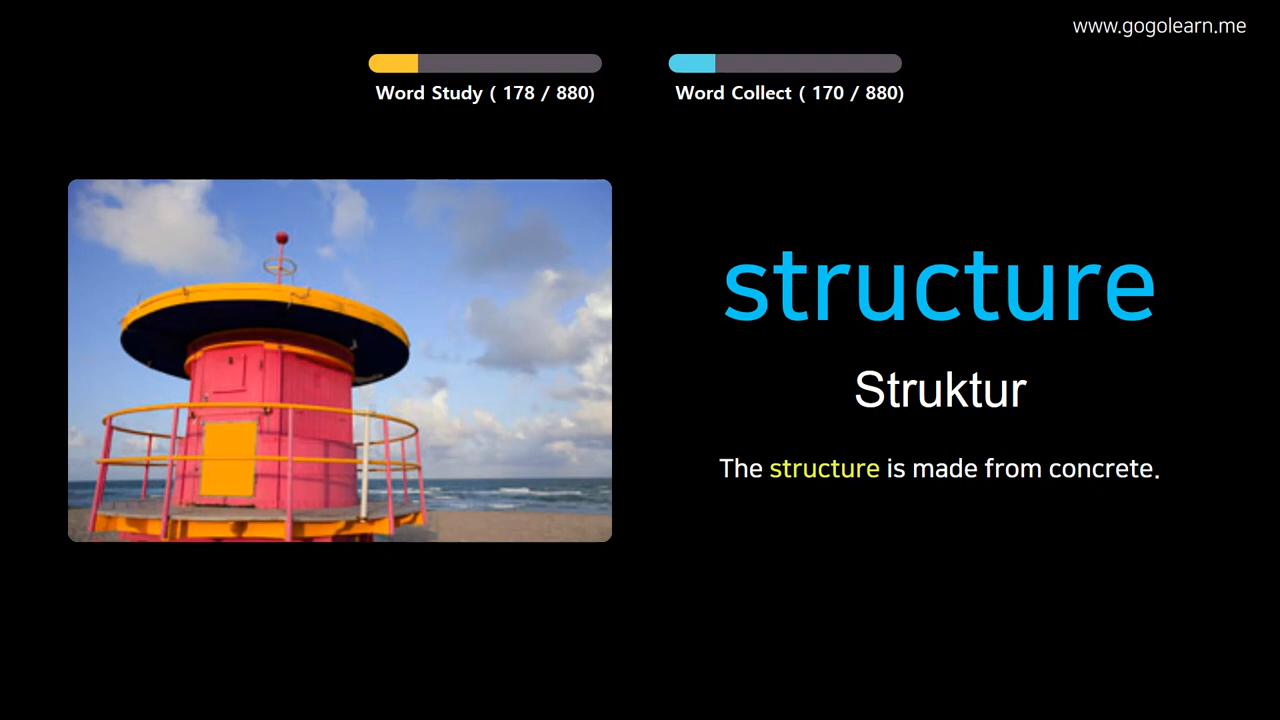 www.gogolearn.me
Word Study ( 178 / 880)
Word Collect ( 170 / 880)
structure
Struktur
The structure is made from concrete.